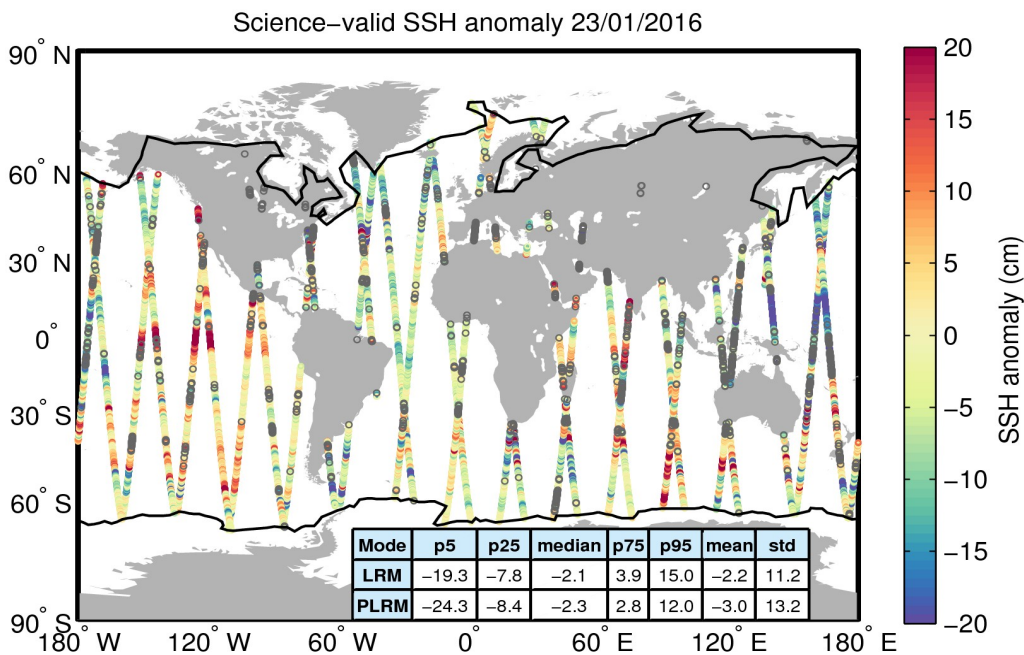 Science−valid SSH anomaly 23/01/2016
90° N
60° N
30° N
0°
30° S
60° S
90° S
180° W
120° W
60° W
0°
60° E
120° E
180° E
Mode p5 p25 median p75 p95 mean std
LRM −19.3 −7.8 −2.1 3.9 15.0 −2.2 11.2
PLRM −24.3 −8.4 −2.3 2.8 12.0 −3.0 13.2
20
15
10
5
0
−5
−10
−15
−20
SSH anomaly (cm)